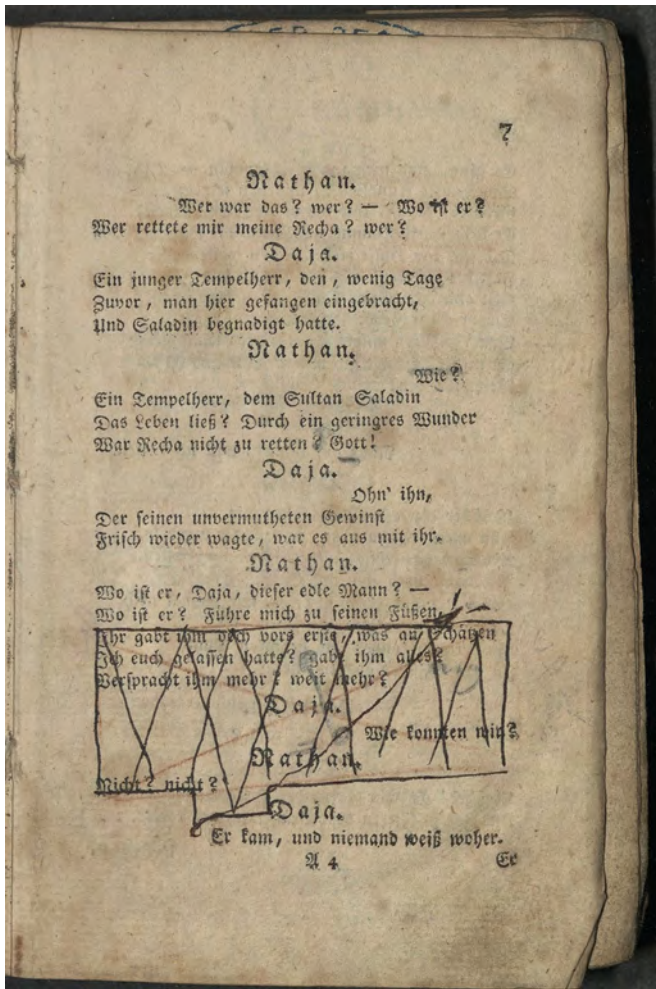 7
Nathan.
Wer war das? wer? — Wo ist er?
Wer rettete mir meine Recha? wer?
Daja.
Ein junger Tempelherr, den, wenig Tage
Zuvor, man hier gefangen eingebracht,
Und Saladin begnadigt hatte.
Nathan.
Wie?
Ein Tempelherr, dem Sultan Saladin
Das Leben ließ? Durch ein geringres Wunder
War Recha nicht zu retten? Gott!
Daja.
Ohn' ihn,
Der seinen unvermutheten Gewinst
Frisch wieder wagte, war es aus mit ihr.
Nathan.
Wo ist er, Daja, dieser edle Mann? —
Wo ist er? Führe mich zu seinen Füßen.
Ihr gabt ihm doch vors erste, was an Schätzen
Ich euch gelassen hatte? gabt ihm alles?
Verspracht ihm mehr? weit mehr?
Daja.
Wie konnten wir?
Nathan.
Nicht? nicht?
Daja.
Er kam, und niemand weiß woher.
A 4
Er